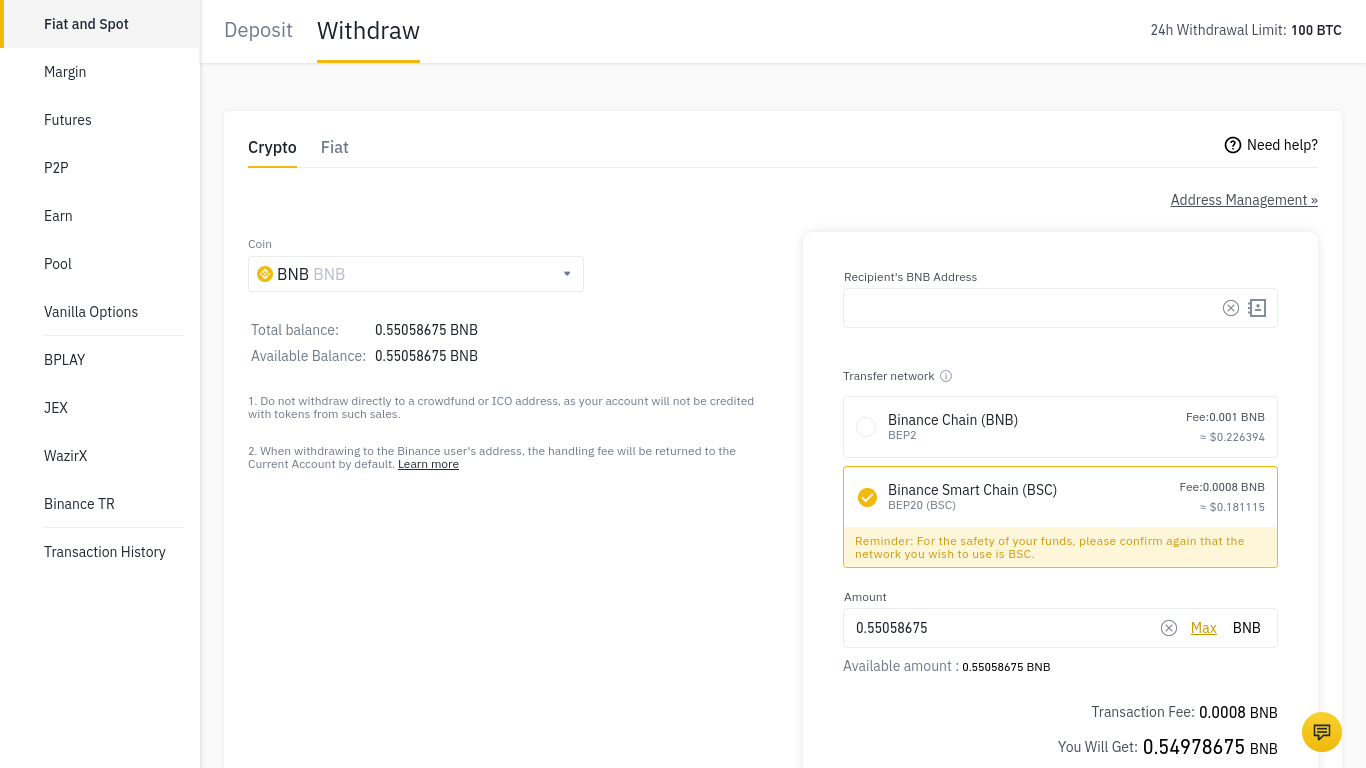 Fiat and Spot
Margin
Futures
P2P
Earn
Pool
Vanilla Options
BPLAY
JEX
WazirX
Binance TR
Transaction History
Deposit
Withdraw
24h Withdrawal Limit: 100 BTC
Crypto
Fiat
Need help?
Address Management »
Coin
BNB BNB
Total balance: 0.55058675 BNB
Available Balance: 0.55058675 BNB
1. Do not withdraw directly to a crowdfund or ICO address, as your account will not be credited
with tokens from such sales.
2. When withdrawing to the Binance user's address, the handling fee will be returned to the
Current Account by default. Learn more
Recipient's BNB Address
Transfer network
Binance Chain (BNB)
BEP2
Fee:0.001 BNB
≈ $0.226394
Binance Smart Chain (BSC)
BEP20 (BSC)
Fee:0.0008 BNB
≈ $0.181115
Reminder: For the safety of your funds, please confirm again that the
network you wish to use is BSC.
Amount
0.55058675
Max
BNB
Available amount : 0.55058675 BNB
Transaction Fee: 0.0008 BNB
You Will Get: 0.54978675 BNB